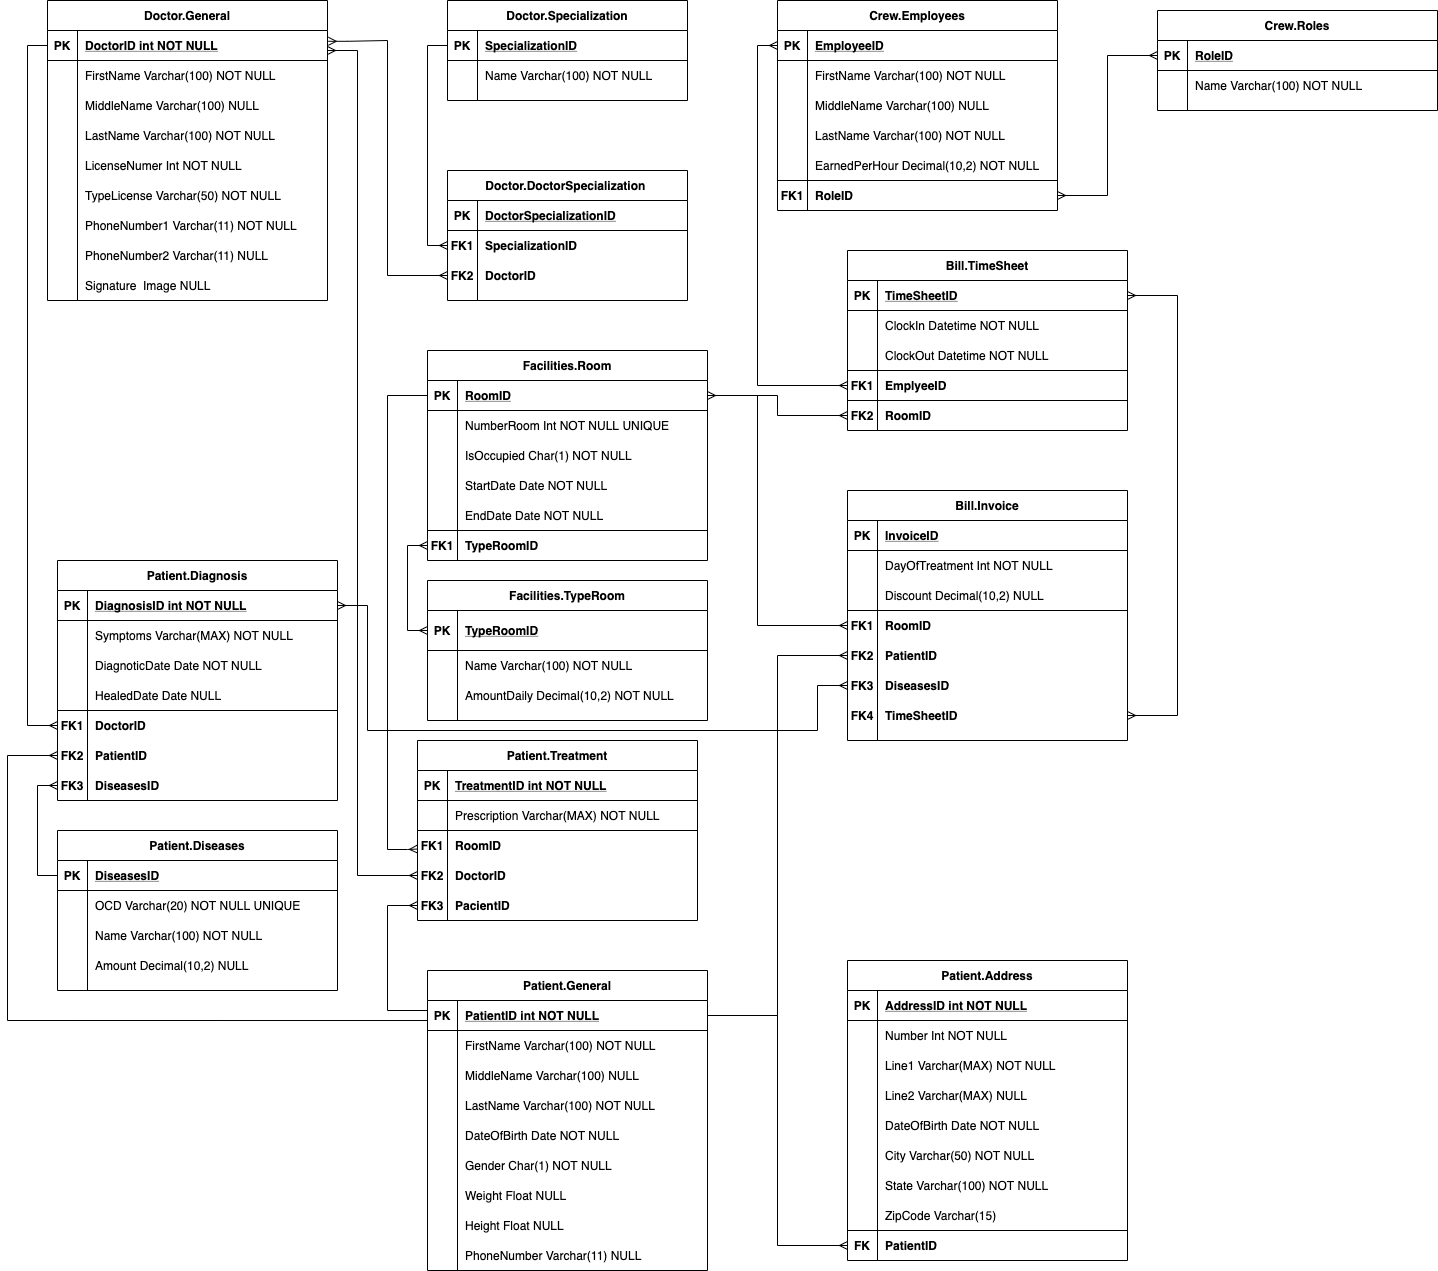 Doctor.General
PK DoctorID int NOT NULL
FirstName Varchar(100) NOT NULL
MiddleName Varchar(100) NULL
LastName Varchar(100) NOT NULL
LicenseNumer Int NOT NULL
TypeLicense Varchar(50) NOT NULL
PhoneNumber1 Varchar(11) NOT NULL
PhoneNumber2 Varchar(11) NULL
Signature Image NULL
Doctor.Specialization
PK SpecializationID
Name Varchar(100) NOT NULL
Doctor.DoctorSpecialization
PK DoctorSpecializationID
FK1 SpecializationID
FK2 DoctorID
Crew.Employees
PK EmployeeID
FirstName Varchar(100) NOT NULL
MiddleName Varchar(100) NULL
LastName Varchar(100) NOT NULL
EarnedPerHour Decimal(10,2) NOT NULL
FK1 RoleID
Crew.Roles
PK RoleID
Name Varchar(100) NOT NULL
Bill.TimeSheet
PK TimeSheetID
ClockIn Datetime NOT NULL
ClockOut Datetime NOT NULL
FK1 EmplyeeID
FK2 RoomID
Facilities.Room
PK RoomID
NumberRoom Int NOT NULL UNIQUE
IsOccupied Char(1) NOT NULL
StartDate Date NOT NULL
EndDate Date NOT NULL
FK1 TypeRoomID
Bill.Invoice
PK InvoiceID
DayOfTreatment Int NOT NULL
Discount Decimal(10,2) NULL
FK1 RoomID
FK2 PatientID
FK3 DiseasesID
FK4 TimeSheetID
Patient.Diagnosis
PK DiagnosisID int NOT NULL
Symptoms Varchar(MAX) NOT NULL
DiagnoticDate Date NOT NULL
HealedDate Date NULL
FK1 DoctorID
FK2 PatientID
FK3 DiseasesID
Facilities.TypeRoom
PK TypeRoomID
Name Varchar(100) NOT NULL
AmountDaily Decimal(10,2) NOT NULL
Patient.Treatment
PK TreatmentID int NOT NULL
Prescription Varchar(MAX) NOT NULL
FK1 RoomID
FK2 DoctorID
FK3 PacientID
Patient.Diseases
PK DiseasesID
OCD Varchar(20) NOT NULL UNIQUE
Name Varchar(100) NOT NULL
Amount Decimal(10,2) NULL
Patient.General
PK PatientID int NOT NULL
FirstName Varchar(100) NOT NULL
MiddleName Varchar(100) NULL
LastName Varchar(100) NOT NULL
DateOfBirth Date NOT NULL
Gender Char(1) NOT NULL
Weight Float NULL
Height Float NULL
PhoneNumber Varchar(11) NULL
Patient.Address
PK AddressID int NOT NULL
Number Int NOT NULL
Line1 Varchar(MAX) NOT NULL
Line2 Varchar(MAX) NULL
DateOfBirth Date NOT NULL
City Varchar(50) NOT NULL
State Varchar(100) NOT NULL
ZipCode Varchar(15)
FK PatientID